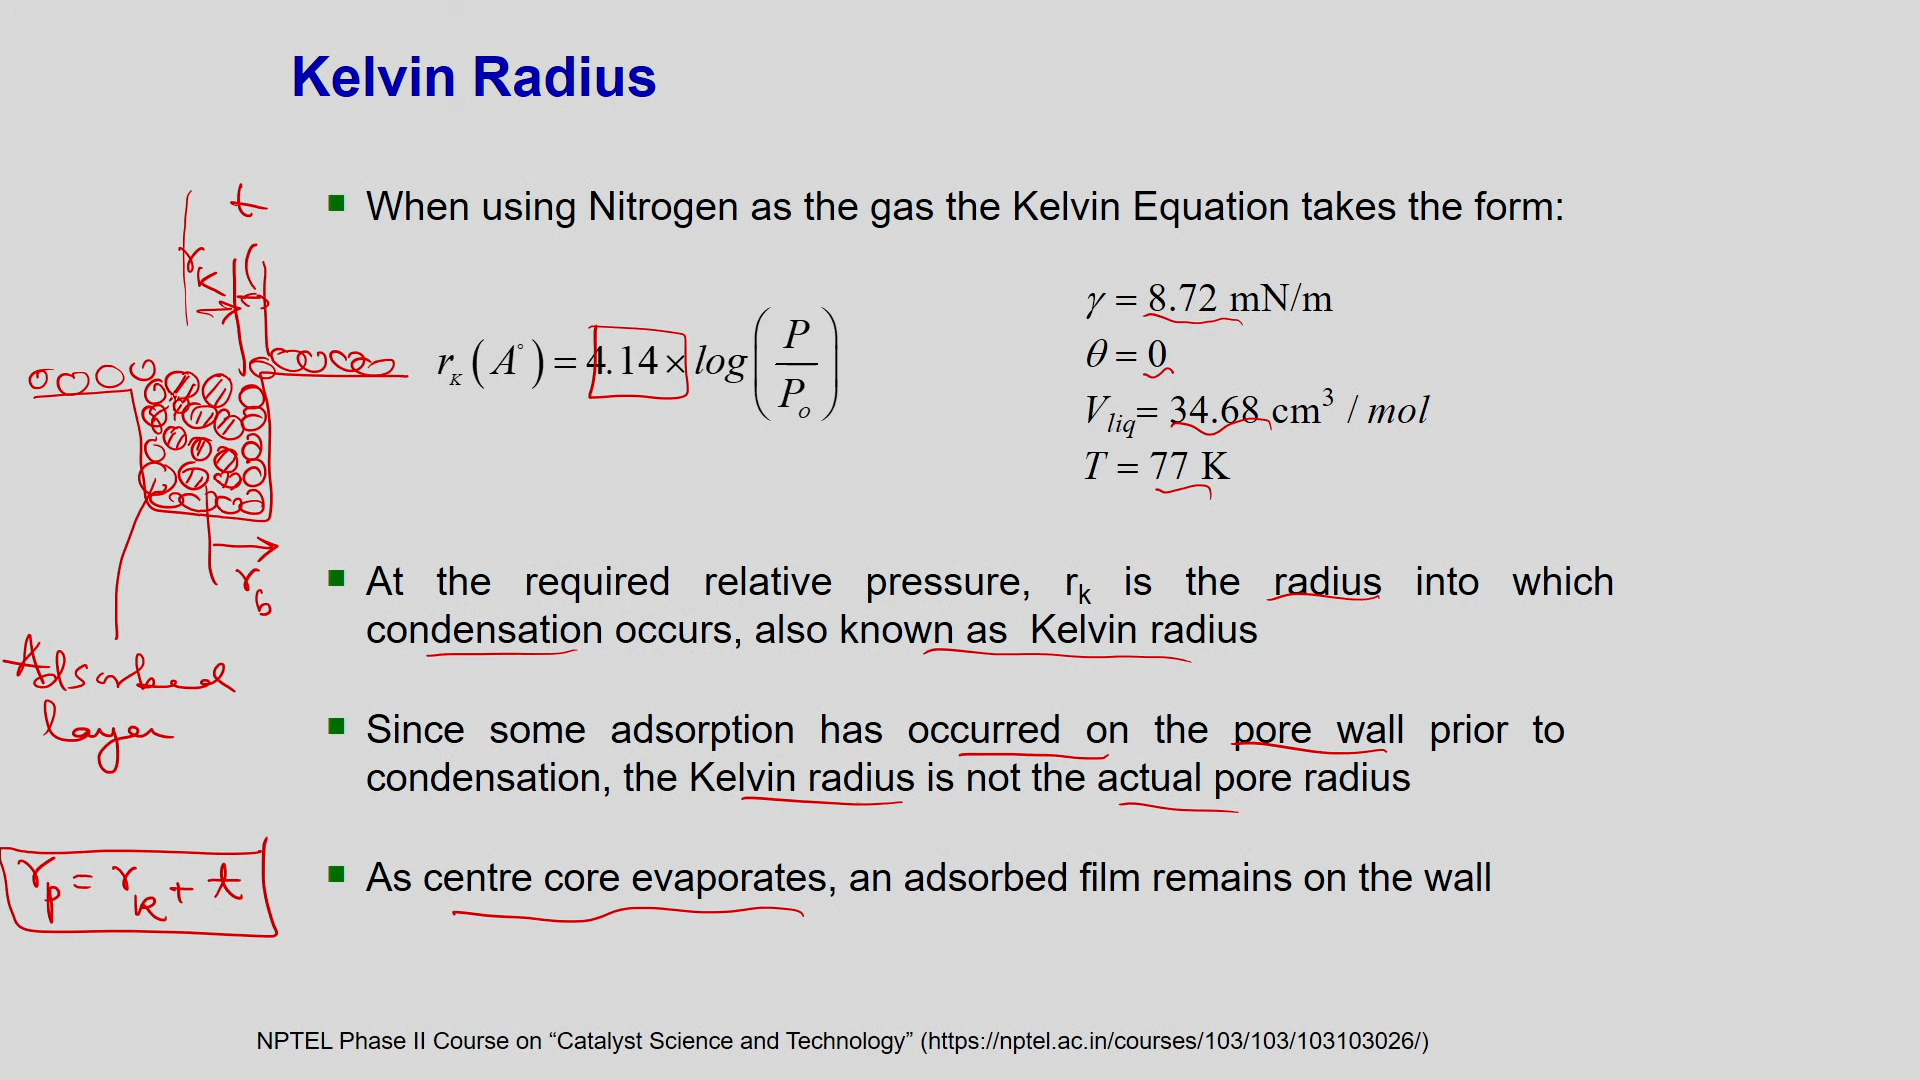 Kelvin Radius
When using Nitrogen as the gas the Kelvin Equation takes the form:
r_K (A°) = 4.14 × log (P / P_o)
γ = 8.72 mN/m
θ = 0
V_liq = 34.68 cm³ / mol
T = 77 K
At the required relative pressure, r_k is the radius into which
condensation occurs, also known as Kelvin radius
Since some adsorption has occurred on the pore wall prior to
condensation, the Kelvin radius is not the actual pore radius
As centre core evaporates, an adsorbed film remains on the wall
t
r_K
r_b
Adsorbed
layer
r_p = r_k + t
NPTEL Phase II Course on “Catalyst Science and Technology” (https://nptel.ac.in/courses/103/103/103103026/)